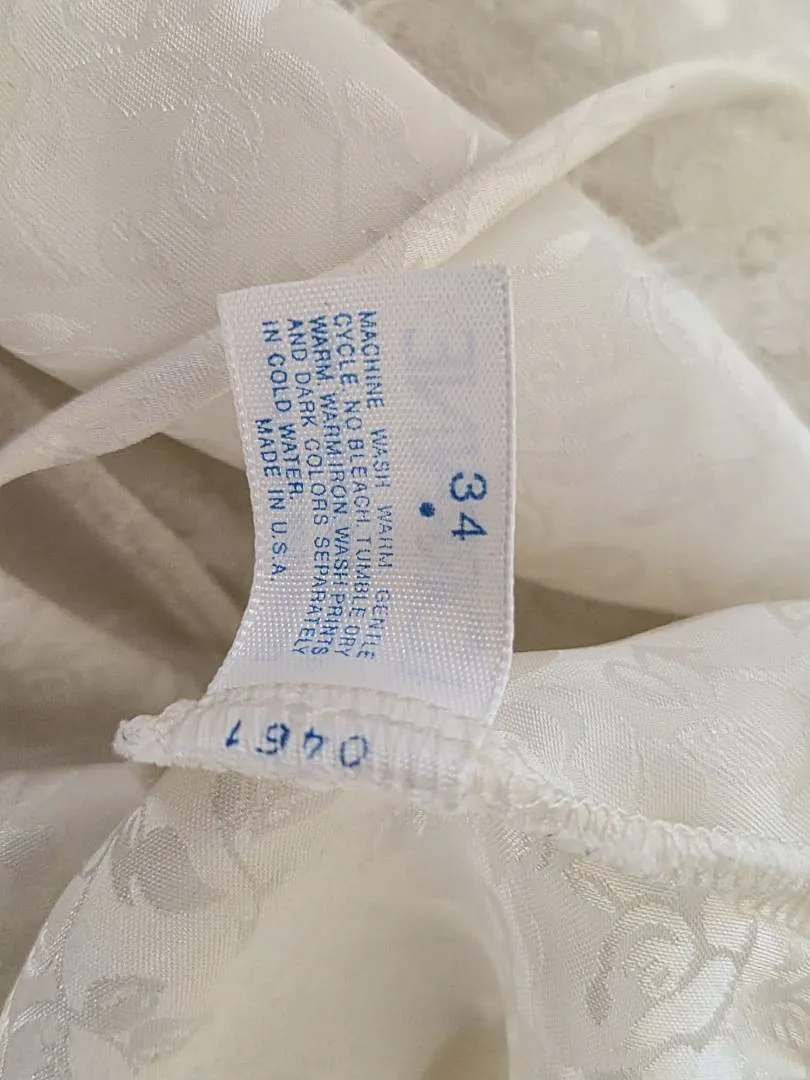 34
MACHINE WASH WARM GENTLE
CYCLE, NO BLEACH, TUMBLE DRY
WARM WARM IRON. WASH PRINTS
AND DARK COLORS SEPARATELY
IN COLD WATER.
MADE IN U.S.A.
0461